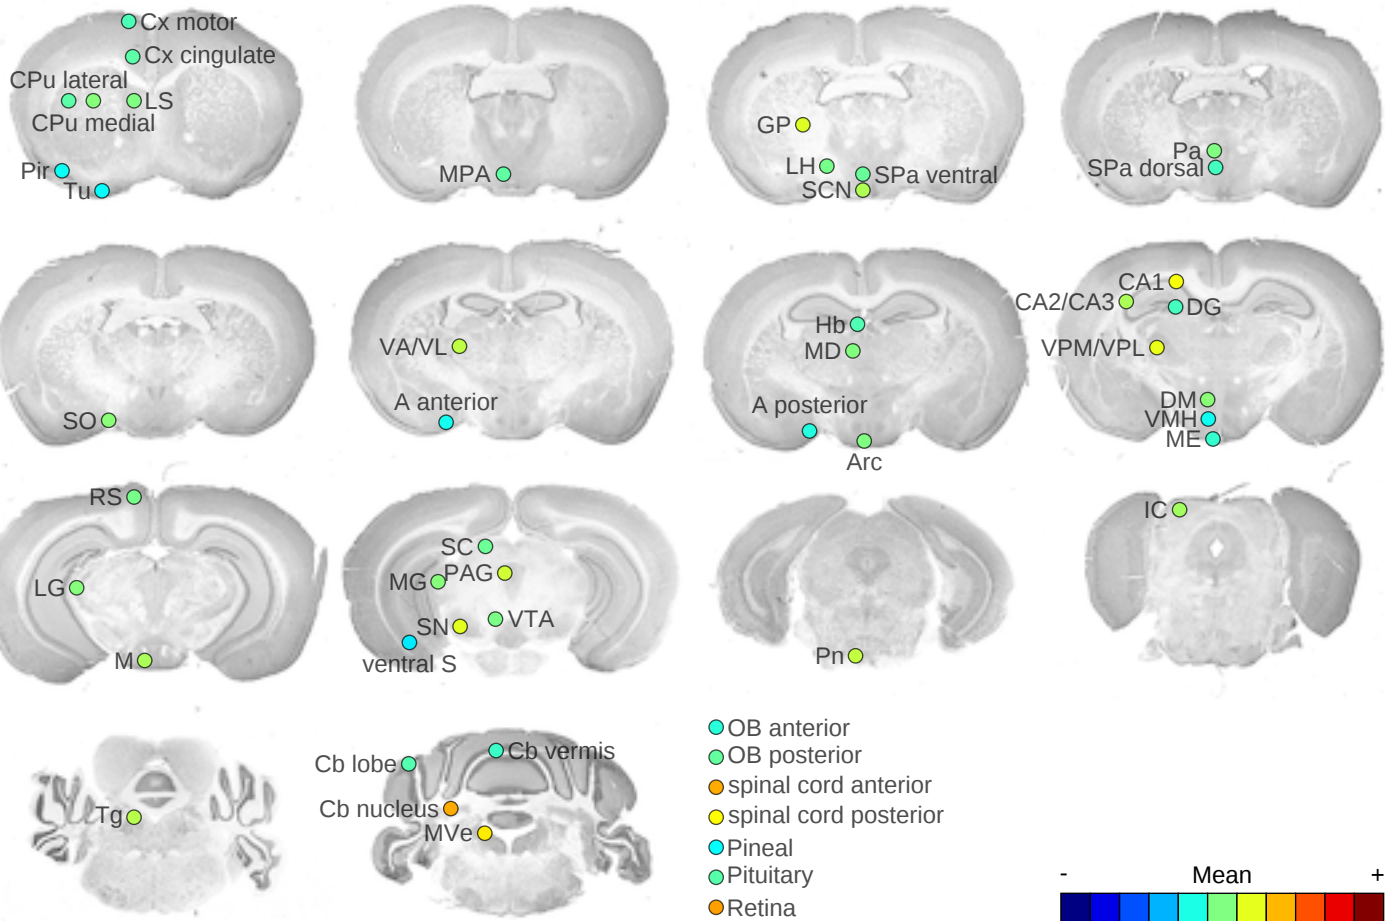 Cx motor
Cx cingulate
CPu lateral
LS
CPu medial
Pir
Tu
MPA
GP
LH
SPa ventral
SCN
Pa
SPa dorsal
SO
VA/VL
A anterior
Hb
MD
A posterior
Arc
CA1
CA2/CA3
DG
VPM/VPL
DM
VMH
ME
RS
LG
M
SC
MG
PAG
SN
VTA
ventral S
Pn
IC
Tg
Cb lobe
Cb vermis
Cb nucleus
MVe
OB anterior
OB posterior
spinal cord anterior
spinal cord posterior
Pineal
Pituitary
Retina
- Mean +